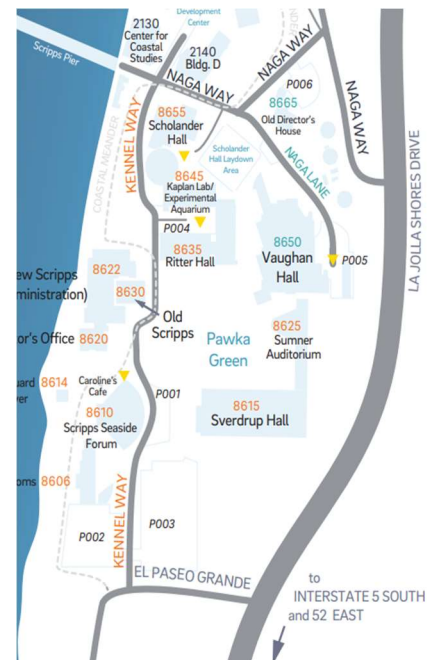 Development
Center
2130
Center for
Coastal
Studies
2140
Bldg. D
Scripps Pier
NAGA WAY
NAGA WAY
P006
8665
Old Director's
House
NAGA WAY
KENNEL WAY
8655
Scholander
Hall
Scholander
Hall Laydown
Area
NAGA LANE
COASTAL MEANDER
8645
Kaplan Lab/
Experimental
Aquarium
P004
8635
Ritter Hall
8650
Vaughan
Hall
P005
LA JOLLA SHORES DRIVE
ew Scripps
ministration)
8622
8630
Old
Scripps
or's Office 8620
Pawka
Green
8625
Sumner
Auditorium
uard 8614
er
Caroline's
Cafe
P001
8610
Scripps Seaside
Forum
8615
Sverdrup Hall
oms 8606
KENNEL WAY
P002
P003
EL PASEO GRANDE
to
INTERSTATE 5 SOUTH
and 52 EAST